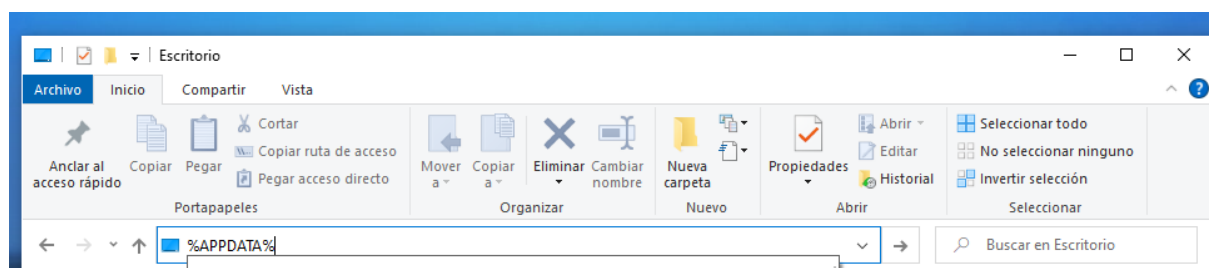 Escritorio
Archivo Inicio Compartir Vista
Anclar al acceso rápido
Copiar
Pegar
Cortar
Copiar ruta de acceso
Pegar acceso directo
Portapapeles
Mover a
Copiar a
Eliminar
Cambiar nombre
Organizar
Nueva carpeta
Nuevo
Propiedades
Abrir
Editar
Historial
Abrir
Seleccionar todo
No seleccionar ninguno
Invertir selección
Seleccionar
%APPDATA%
Buscar en Escritorio